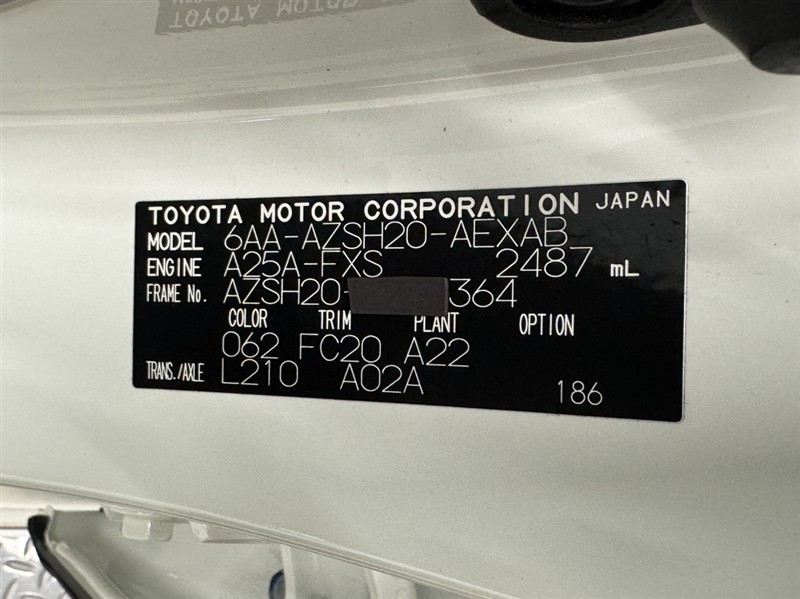 TOYOTA MOTOR CORPORATION JAPAN
MODEL 6AA-AZSH20-AEXAB
ENGINE A25A-FXS 2487 mL
FRAME No. AZSH20- 364
COLOR TRIM PLANT OPTION
062 FC20 A22
TRANS./AXLE L210 A02A
186